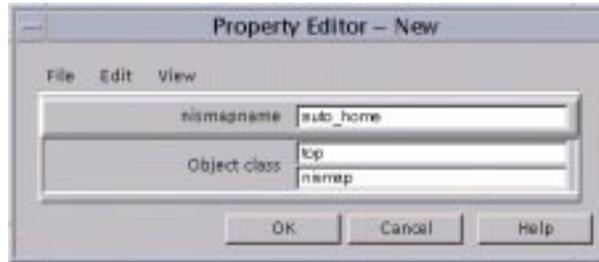 Property Editor – New
File Edit View
nismapname auto_home
Object class top
nismap
OK Cancel Help